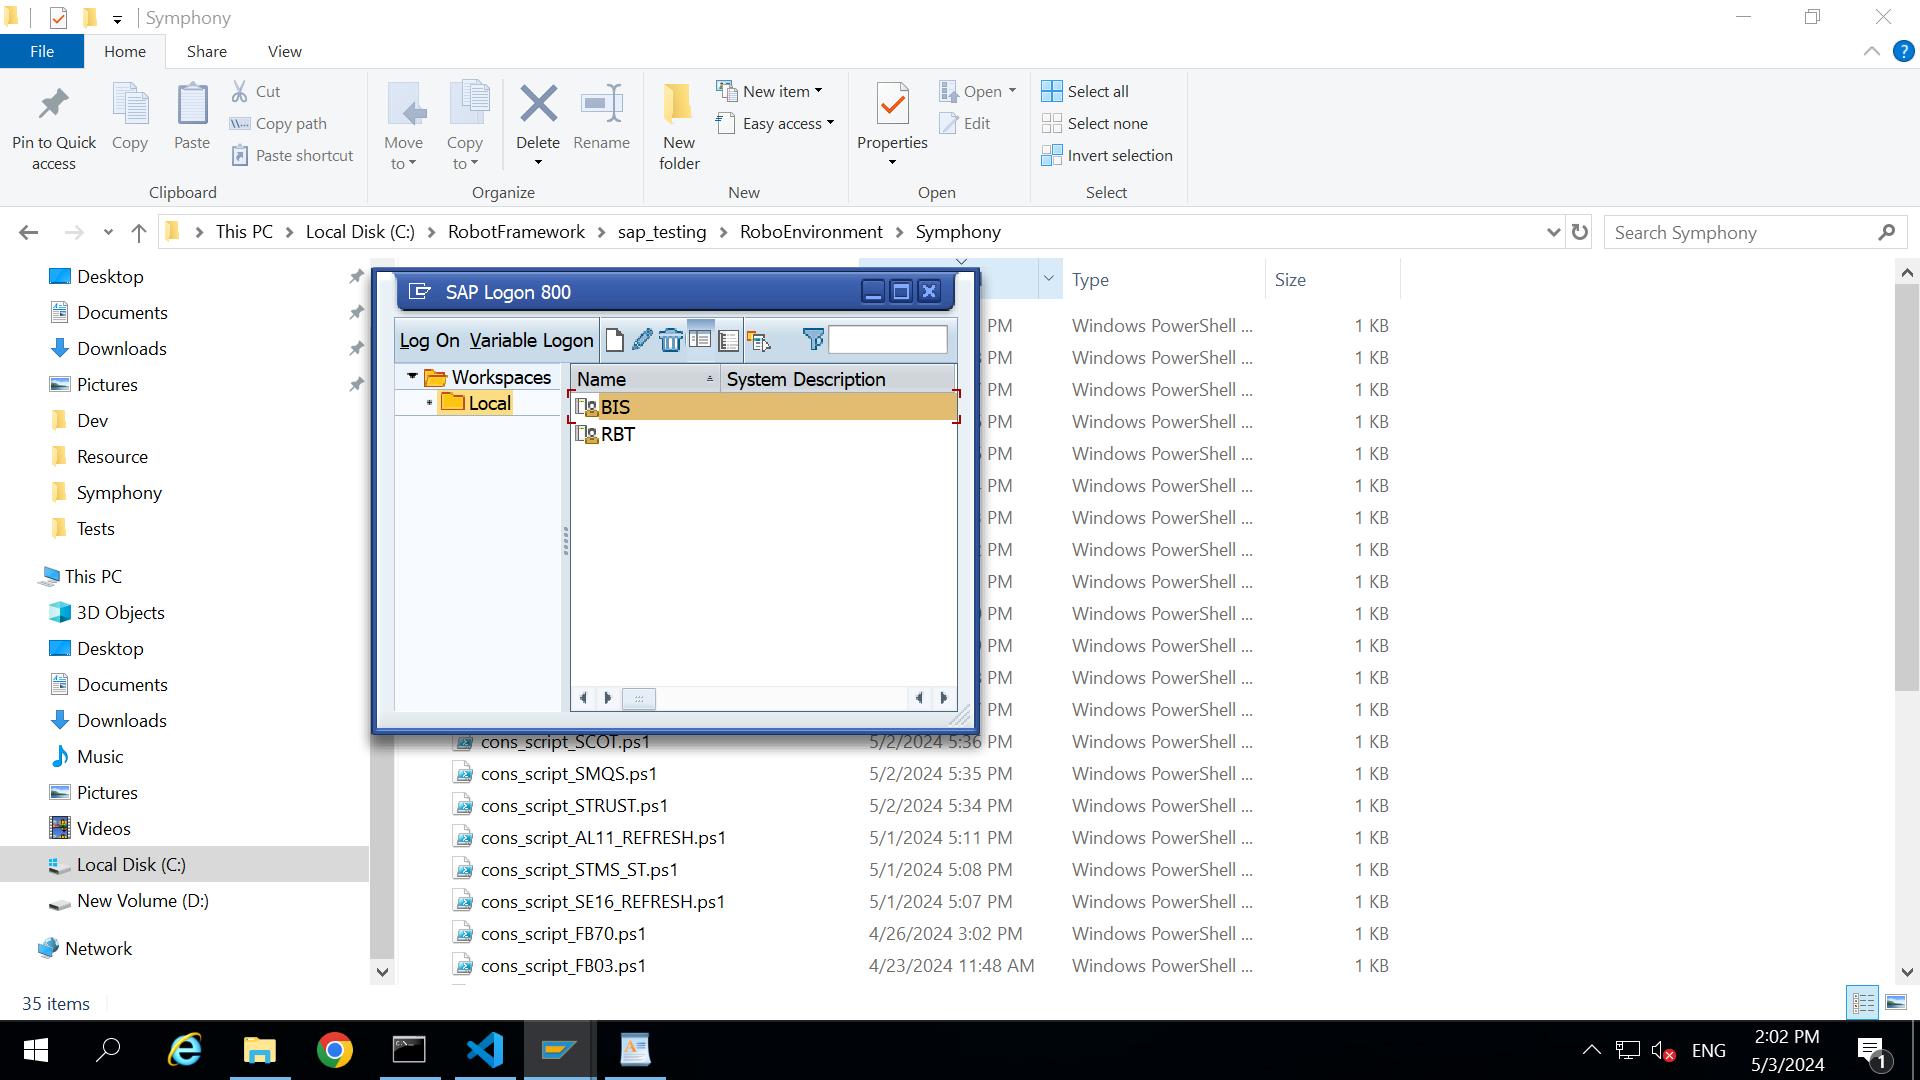 Symphony
File
Home
Share
View
?
Pin to Quick access
Copy
Paste
Cut
Copy path
Paste shortcut
Clipboard
Move to
Copy to
Delete
Rename
Organize
New folder
New item
Easy access
New
Properties
Open
Edit
Open
Select all
Select none
Invert selection
Select
This PC
Local Disk (C:)
RobotFramework
sap_testing
RoboEnvironment
Symphony
Search Symphony
Desktop
Documents
Downloads
Pictures
Dev
Resource
Symphony
Tests
This PC
3D Objects
Desktop
Documents
Downloads
Music
Pictures
Videos
Local Disk (C:)
New Volume (D:)
Network
SAP Logon 800
Log On Variable Logon
Workspaces
Local
Name System Description
BIS
RBT
Type Size
PM Windows PowerShell ... 1 KB
PM Windows PowerShell ... 1 KB
PM Windows PowerShell ... 1 KB
PM Windows PowerShell ... 1 KB
PM Windows PowerShell ... 1 KB
PM Windows PowerShell ... 1 KB
PM Windows PowerShell ... 1 KB
PM Windows PowerShell ... 1 KB
PM Windows PowerShell ... 1 KB
PM Windows PowerShell ... 1 KB
PM Windows PowerShell ... 1 KB
PM Windows PowerShell ... 1 KB
PM Windows PowerShell ... 1 KB
cons_script_SCOT.ps1 5/2/2024 5:36 PM Windows PowerShell ... 1 KB
cons_script_SMQS.ps1 5/2/2024 5:35 PM Windows PowerShell ... 1 KB
cons_script_STRUST.ps1 5/2/2024 5:34 PM Windows PowerShell ... 1 KB
cons_script_AL11_REFRESH.ps1 5/1/2024 5:11 PM Windows PowerShell ... 1 KB
cons_script_STMS_ST.ps1 5/1/2024 5:08 PM Windows PowerShell ... 1 KB
cons_script_SE16_REFRESH.ps1 5/1/2024 5:07 PM Windows PowerShell ... 1 KB
cons_script_FB70.ps1 4/26/2024 3:02 PM Windows PowerShell ... 1 KB
cons_script_FB03.ps1 4/23/2024 11:48 AM Windows PowerShell ... 1 KB
35 items
ENG
2:02 PM
5/3/2024
1